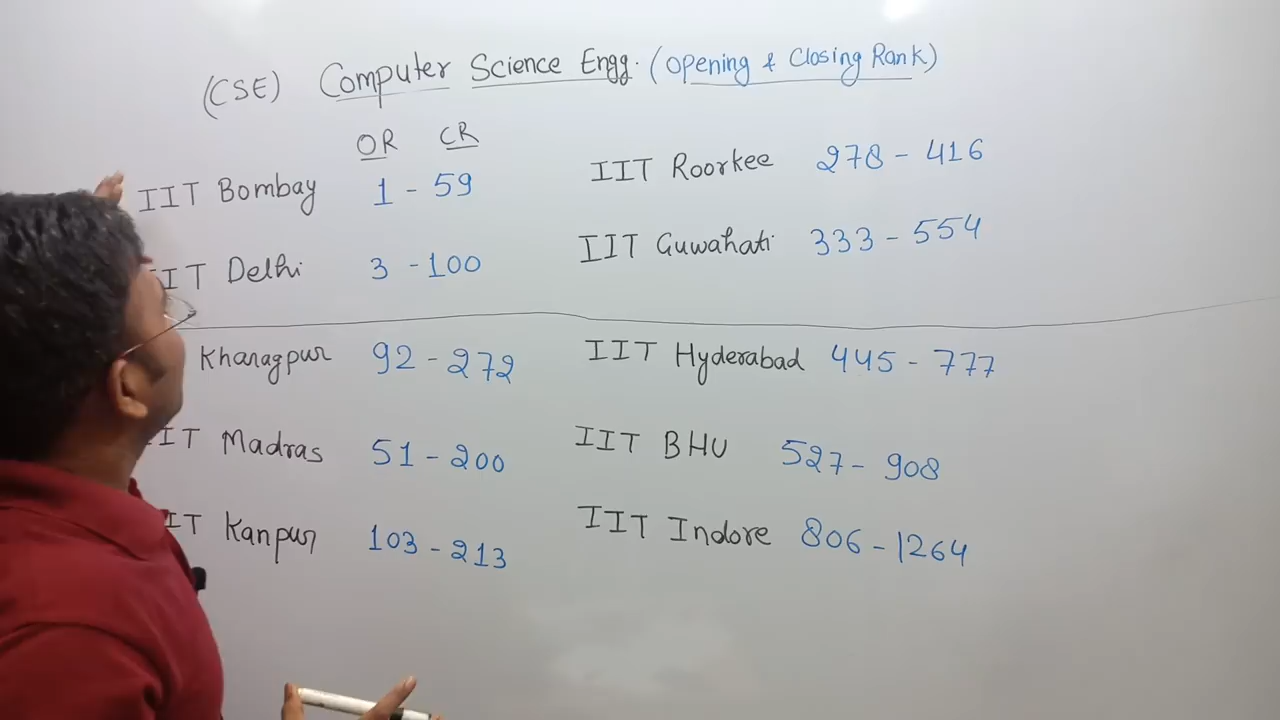 (CSE) Computer Science Engg. (Opening & Closing Rank)
OR CR
IIT Bombay 1 - 59
IIT Delhi 3 - 100
Kharagpur 92 - 272
IIT Madras 51 - 200
IIT Kanpur 103 - 213
IIT Roorkee 278 - 416
IIT Guwahati 333 - 554
IIT Hyderabad 445 - 777
IIT BHU 527 - 908
IIT Indore 806 - 1264